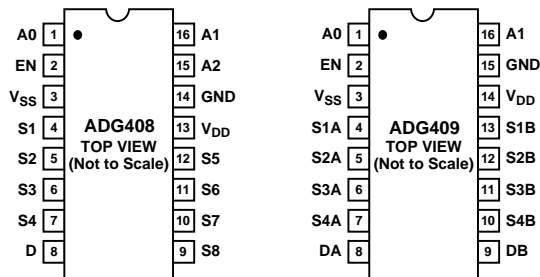 A0 1 16 A1
EN 2 15 A2
VSS 3 14 GND
S1 4 13 VDD
S2 5 12 S5
S3 6 11 S6
S4 7 10 S7
D 8 9 S8
ADG408
TOP VIEW
(Not to Scale)
A0 1 16 A1
EN 2 15 GND
VSS 3 14 VDD
S1A 4 13 S1B
S2A 5 12 S2B
S3A 6 11 S3B
S4A 7 10 S4B
DA 8 9 DB
ADG409
TOP VIEW
(Not to Scale)